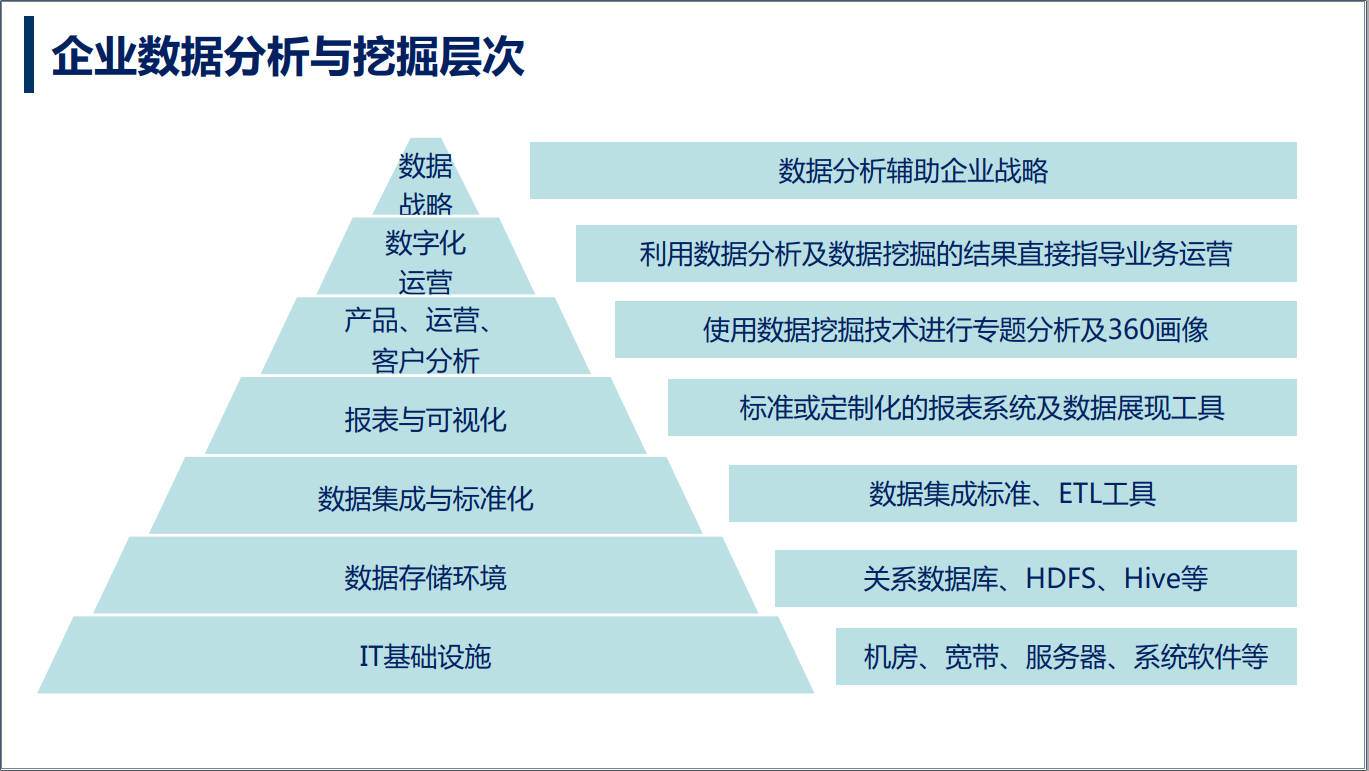 企业数据分析与挖掘层次
数据
战略
数据分析辅助企业战略
数字化
运营
利用数据分析及数据挖掘的结果直接指导业务运营
产品、运营、
客户分析
使用数据挖掘技术进行专题分析及360画像
报表与可视化
标准或定制化的报表系统及数据展现工具
数据集成与标准化
数据集成标准、ETL工具
数据存储环境
关系数据库、HDFS、Hive等
IT基础设施
机房、宽带、服务器、系统软件等